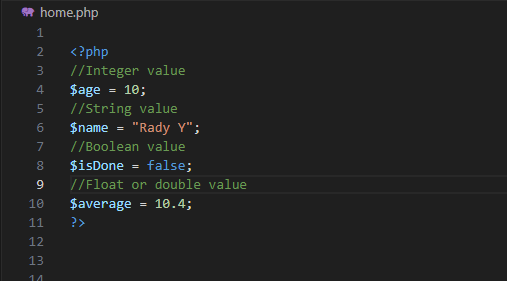 home.php
1
2 <?php
3 //Integer value
4 $age = 10;
5 //String value
6 $name = "Rady Y";
7 //Boolean value
8 $isDone = false;
9 //Float or double value
10 $average = 10.4;
11 ?>
12
13
14